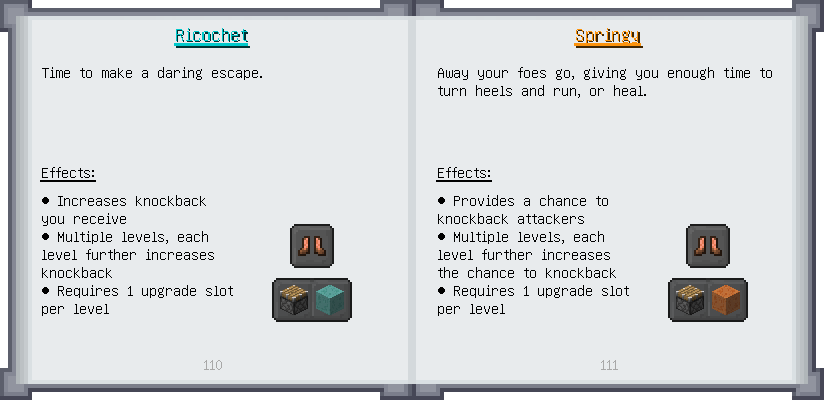 Ricochet
Time to make a daring escape.
Effects:
● Increases knockback
you receive
● Multiple levels, each
level further increases
knockback
● Requires 1 upgrade slot
per level
110
Springy
Away your foes go, giving you enough time to
turn heels and run, or heal.
Effects:
● Provides a chance to
knockback attackers
● Multiple levels, each
level further increases
the chance to knockback
● Requires 1 upgrade slot
per level
111